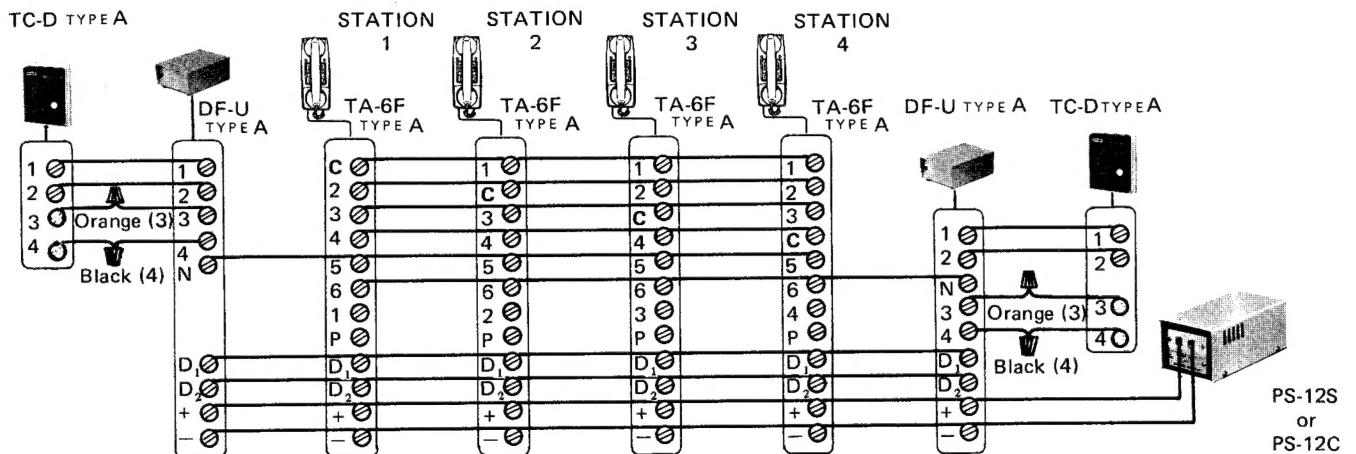 TC-D TYPE A
DF-U
TYPE A
STATION
1
STATION
2
STATION
3
STATION
4
TA-6F
TYPE A
TA-6F
TYPE A
TA-6F
TYPE A
TA-6F
TYPE A
DF-U TYPE A
TC-D TYPE A
1
2
3
4
Orange (3)
Black (4)
1
2
3
4
N
D1
D2
+
−
C
2
3
4
5
6
1
P
D1
D2
+
−
1
C
3
4
5
6
2
P
D1
D2
+
−
1
2
C
4
5
6
3
P
D1
D2
+
−
1
2
3
C
5
6
4
P
D1
D2
+
−
1
2
N
3
4
D1
D2
+
−
Orange (3)
Black (4)
1
2
3
4
PS-12S
or
PS-12C